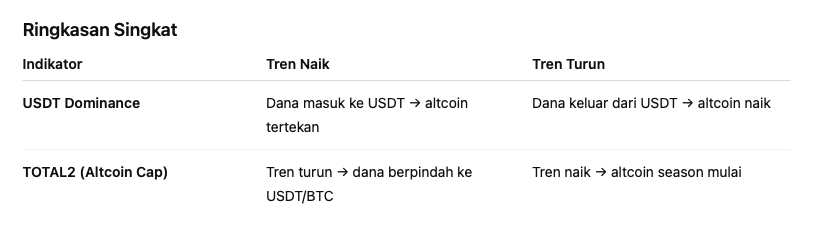 Ringkasan Singkat
Indikator Tren Naik Tren Turun
USDT Dominance Dana masuk ke USDT → altcoin Dana keluar dari USDT → altcoin naik
tertekan
TOTAL2 (Altcoin Cap) Tren turun → dana berpindah ke Tren naik → altcoin season mulai
USDT/BTC